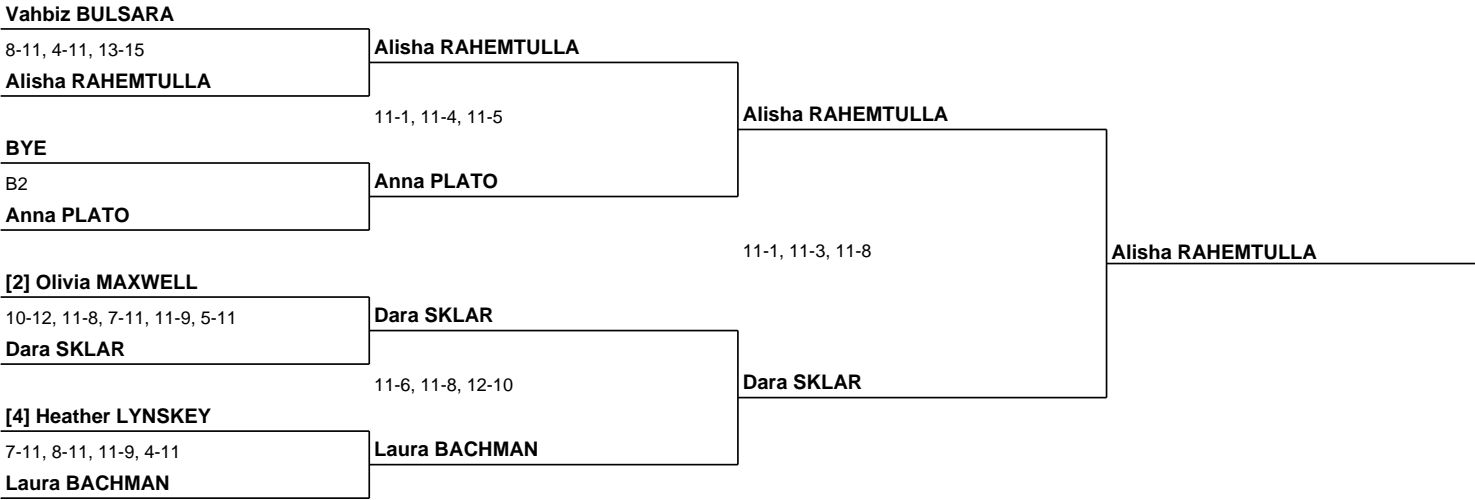 Vahbiz BULSARA
8-11, 4-11, 13-15
Alisha RAHEMTULLA
Alisha RAHEMTULLA
11-1, 11-4, 11-5
Alisha RAHEMTULLA
BYE
B2
Anna PLATO
Anna PLATO
11-1, 11-3, 11-8
Alisha RAHEMTULLA
[2] Olivia MAXWELL
10-12, 11-8, 7-11, 11-9, 5-11
Dara SKLAR
Dara SKLAR
11-6, 11-8, 12-10
Dara SKLAR
[4] Heather LYNSKEY
7-11, 8-11, 11-9, 4-11
Laura BACHMAN
Laura BACHMAN